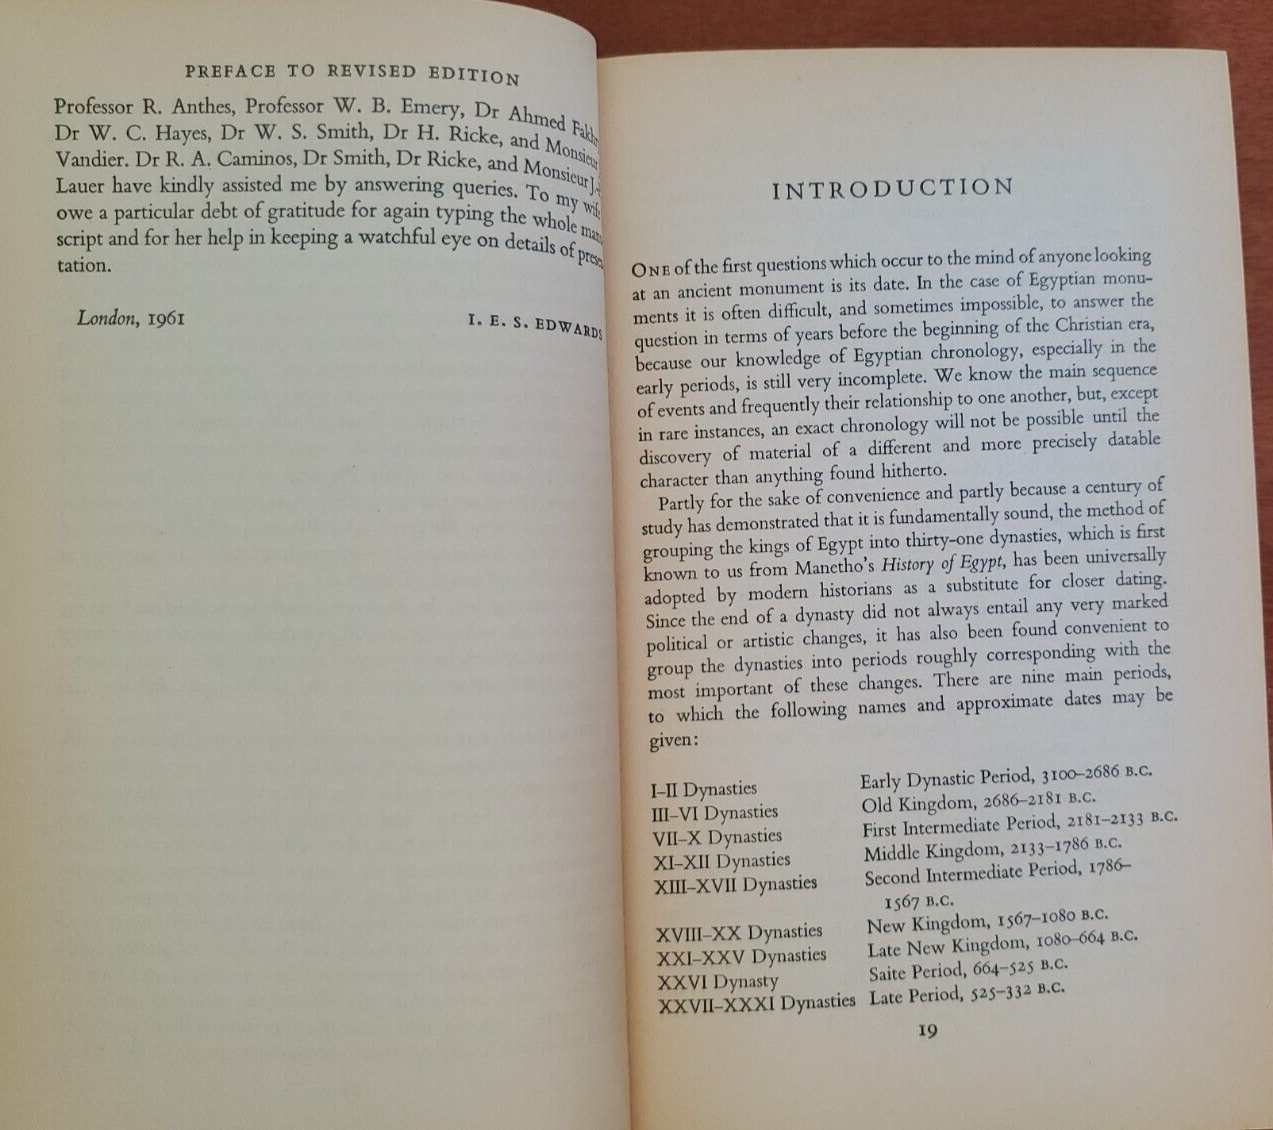 PREFACE TO REVISED EDITION
Professor R. Anthes, Professor W. B. Emery, Dr Ahmed Fakh
Dr W. C. Hayes, Dr W. S. Smith, Dr H. Ricke, and Monsieur
Vandier. Dr R. A. Caminos, Dr Smith, Dr Ricke, and Monsieur J.-
Lauer have kindly assisted me by answering queries. To my wife
owe a particular debt of gratitude for again typing the whole manu
script and for her help in keeping a watchful eye on details of prese
tation.
London, 1961
I. E. S. EDWARDS
INTRODUCTION
ONE of the first questions which occur to the mind of anyone looking
at an ancient monument is its date. In the case of Egyptian monu-
ments it is often difficult, and sometimes impossible, to answer the
question in terms of years before the beginning of the Christian era,
because our knowledge of Egyptian chronology, especially in the
early periods, is still very incomplete. We know the main sequence
of events and frequently their relationship to one another, but, except
in rare instances, an exact chronology will not be possible until the
discovery of material of a different and more precisely datable
character than anything found hitherto.
Partly for the sake of convenience and partly because a century of
study has demonstrated that it is fundamentally sound, the method of
grouping the kings of Egypt into thirty-one dynasties, which is first
known to us from Manetho's History of Egypt, has been universally
adopted by modern historians as a substitute for closer dating.
Since the end of a dynasty did not always entail any very marked
political or artistic changes, it has also been found convenient to
group the dynasties into periods roughly corresponding with the
most important of these changes. There are nine main periods,
to which the following names and approximate dates may be
given:
I–II Dynasties Early Dynastic Period, 3100–2686 B.C.
III–VI Dynasties Old Kingdom, 2686–2181 B.C.
VII–X Dynasties First Intermediate Period, 2181–2133 B.C.
XI–XII Dynasties Middle Kingdom, 2133–1786 B.C.
XIII–XVII Dynasties Second Intermediate Period, 1786–
1567 B.C.
XVIII–XX Dynasties New Kingdom, 1567–1080 B.C.
XXI–XXV Dynasties Late New Kingdom, 1080–664 B.C.
XXVI Dynasty Saite Period, 664–525 B.C.
XXVII–XXXI Dynasties Late Period, 525–332 B.C.
19